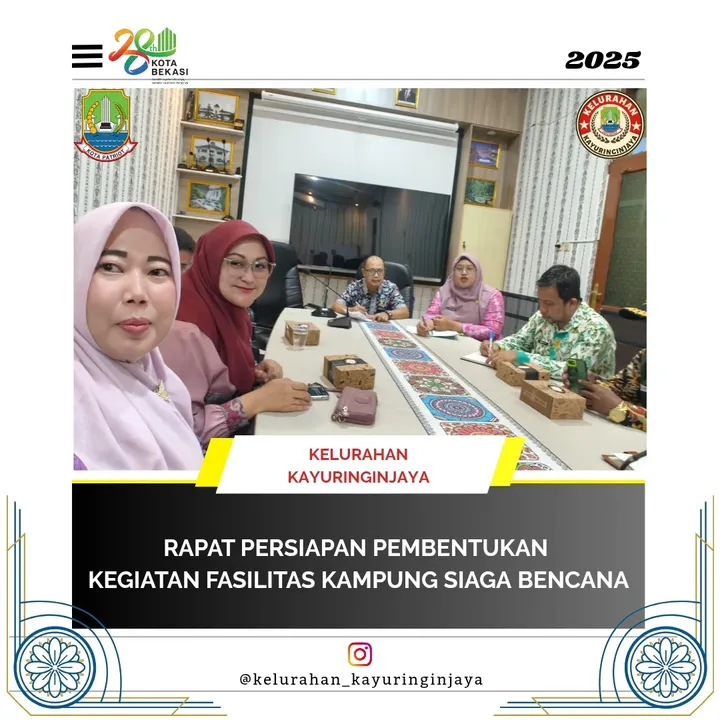 28th
KOTA
BEKASI
2025
KOTA PATRIOT
KELURAHAN
KAYURINGINJAYA
KELURAHAN
KAYURINGINJAYA
RAPAT PERSIAPAN PEMBENTUKAN
KEGIATAN FASILITAS KAMPUNG SIAGA BENCANA
@kelurahan_kayuringinjaya